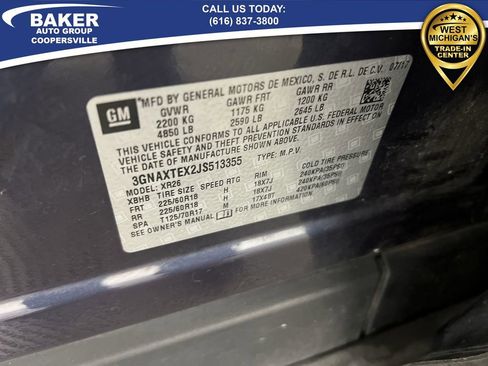 BAKER
AUTO GROUP
COOPERSVILLE
CALL US TODAY:
(616) 837-3800
WEST
MICHIGAN'S
TRADE-IN
CENTER
GM
MFD BY GENERAL MOTORS DE MEXICO, S. DE R.L. DE C.V. 07/17
GVWR GAWR FRT GAWR RR
2200 KG 1175 KG 1200 KG
4850 LB 2590 LB 2645 LB
THIS VEHICLE CONFORMS TO ALL APPLICABLE U.S. FEDERAL MOTOR
VEHICLE SAFETY AND THEFT PREVENTION STANDARDS IN EFFECT ON
THE DATE OF MANUFACTURE SHOWN ABOVE.
3GNAXTEX2JS513355 TYPE: M.P.V.
MODEL: XR26
XBHB TIRE SIZE SPEED RTG RIM COLD TIRE PRESSURE
FRT 225/60R18 H 18X7J 240KPA(35PSI)
RR 225/60R18 H 18X7J 240KPA(35PSI)
SPA T125/70R17 M 17X4BT 420KPA(60PSI)
SEE OWNER'S MANUAL FOR MORE INFORMATION.